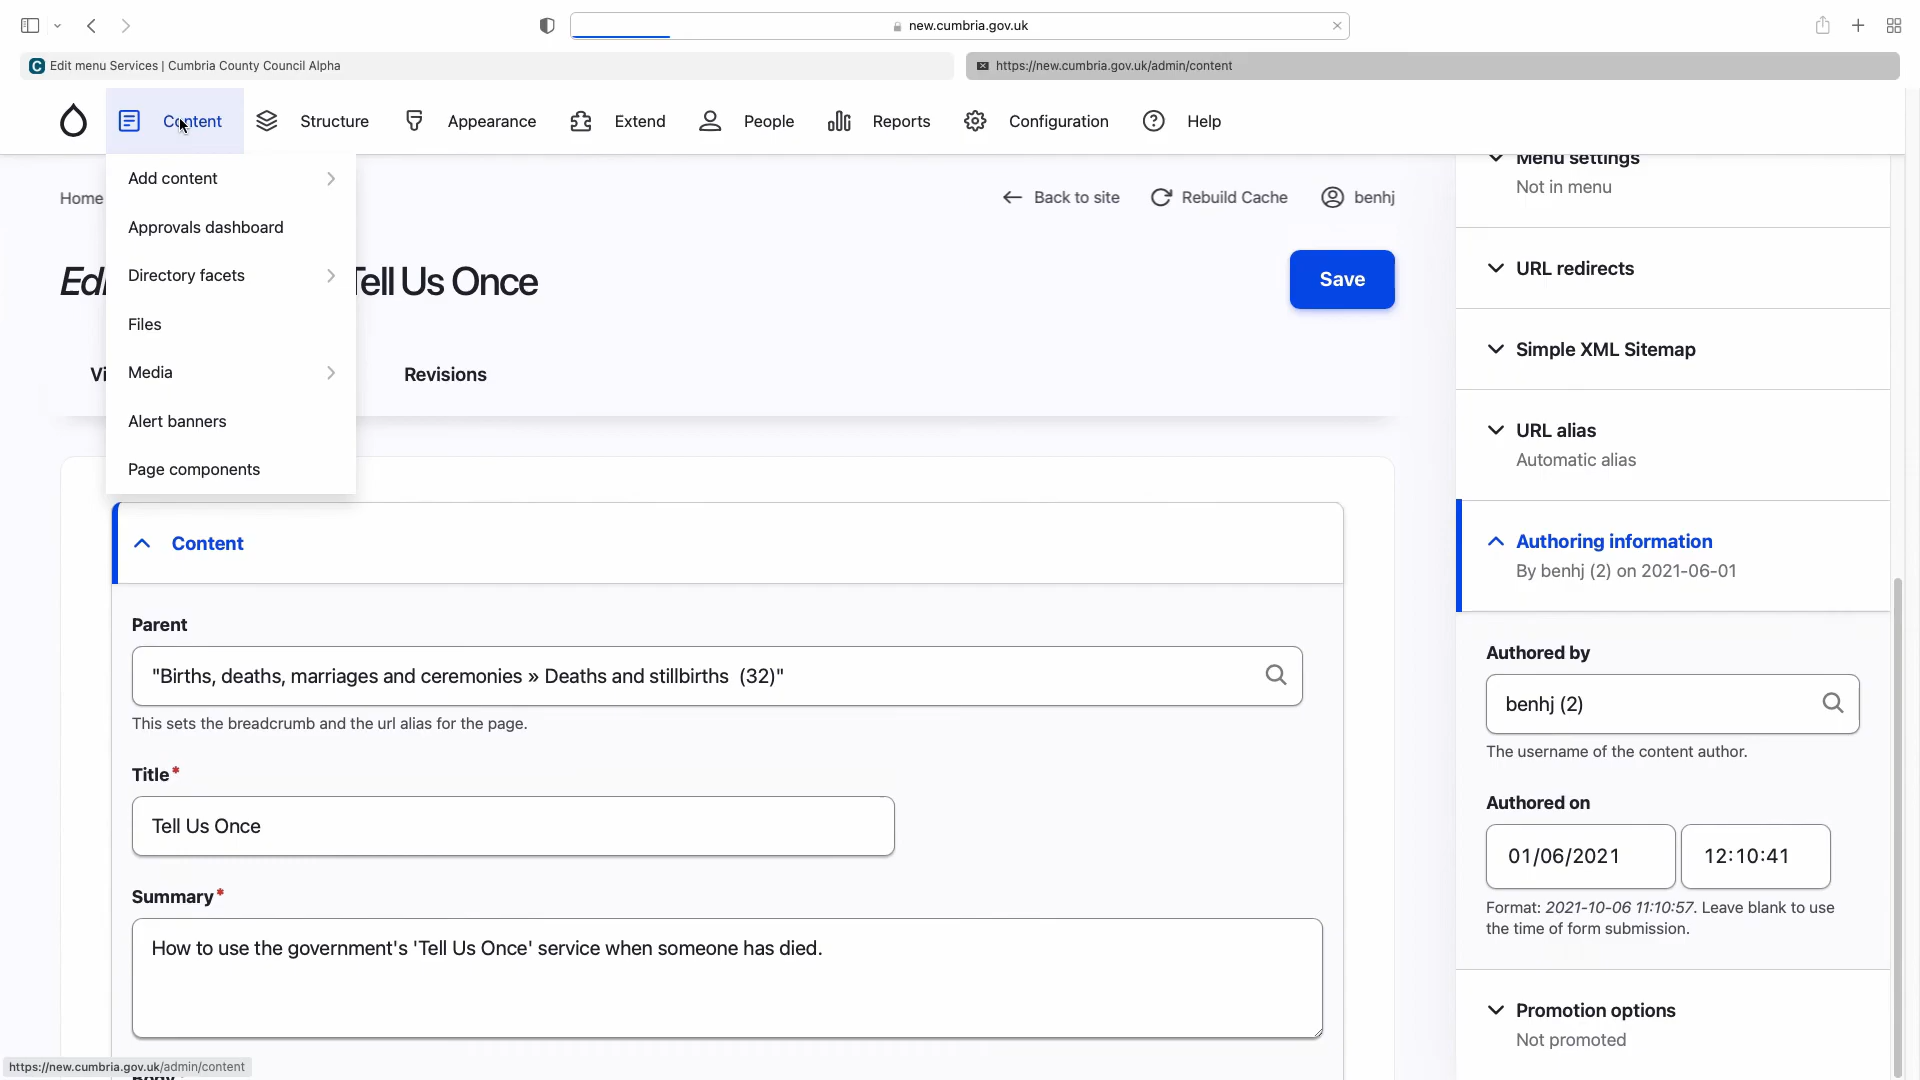 new.cumbria.gov.uk
Edit menu Services | Cumbria County Council Alpha
https://new.cumbria.gov.uk/admin/content
Content
Structure
Appearance
Extend
People
Reports
Configuration
Help
Add content
Approvals dashboard
Directory facets
Files
Media
Alert banners
Page components
Home
Back to site
Rebuild Cache
benhj
Tell Us Once
Save
Revisions
Content
Parent
"Births, deaths, marriages and ceremonies » Deaths and stillbirths (32)"
This sets the breadcrumb and the url alias for the page.
Title*
Tell Us Once
Summary*
How to use the government's 'Tell Us Once' service when someone has died.
Menu settings
Not in menu
URL redirects
Simple XML Sitemap
URL alias
Automatic alias
Authoring information
By benhj (2) on 2021-06-01
Authored by
benhj (2)
The username of the content author.
Authored on
01/06/2021
12:10:41
Format: 2021-10-06 11:10:57. Leave blank to use
the time of form submission.
Promotion options
Not promoted
https://new.cumbria.gov.uk/admin/content